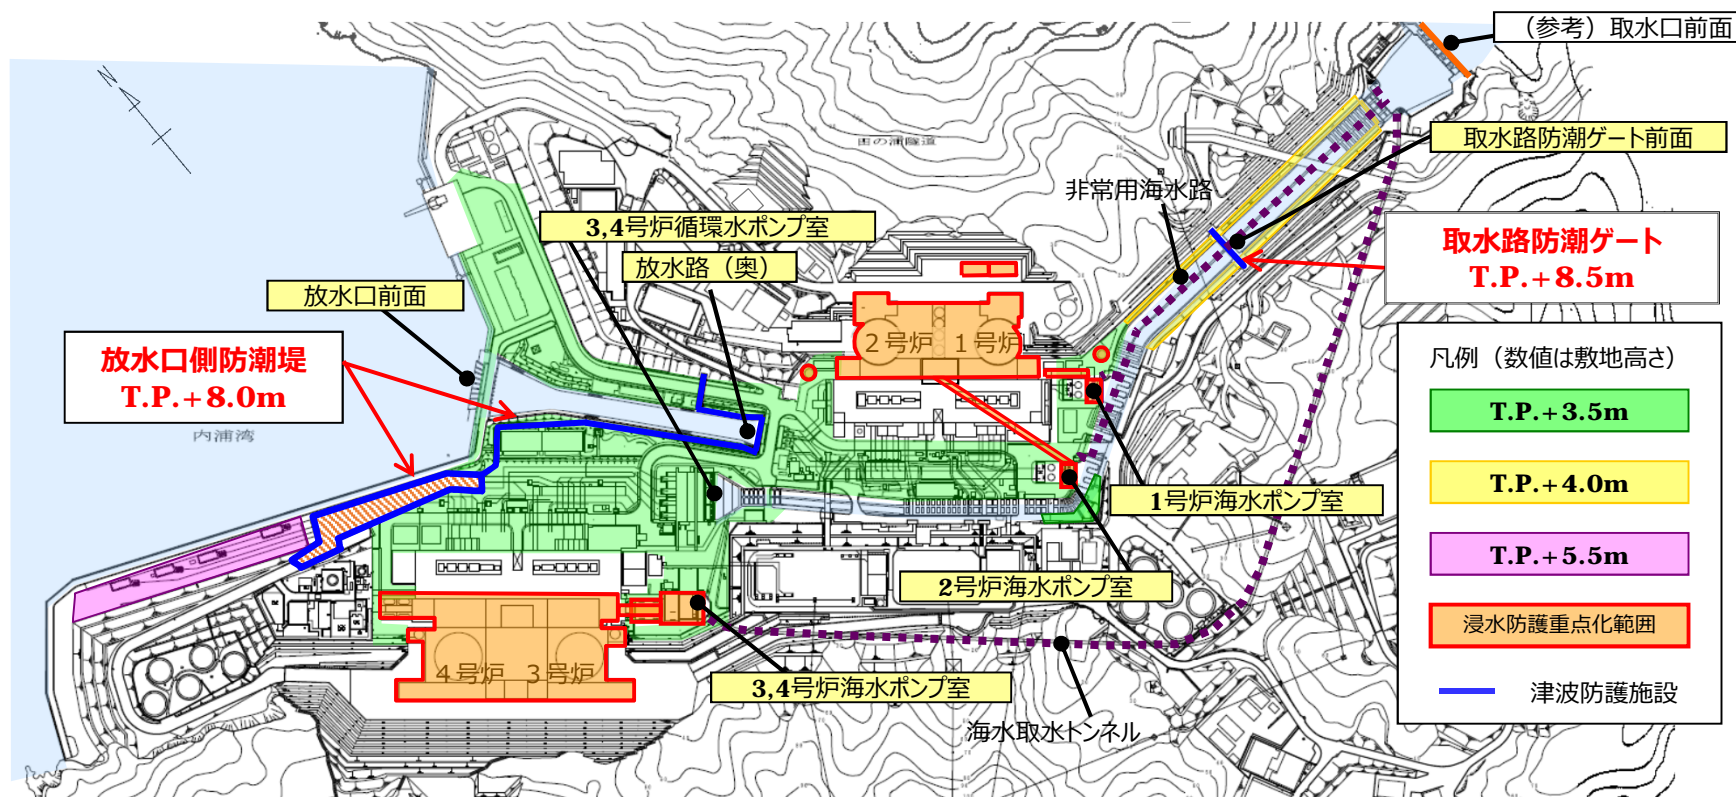 (参考)取水口前面
取水路防潮ゲート前面
非常用海水路
3,4号炉循環水ポンプ室
取水路防潮ゲート
T.P.+8.5m
放水路(奥)
放水口前面
凡例(数値は敷地高さ)
2号炉 1号炉
放水口側防潮堤
T.P.+8.0m
T.P.+3.5m
内浦湾
T.P.+4.0m
1号炉海水ポンプ室
T.P.+5.5m
2号炉海水ポンプ室
浸水防護重点化範囲
4号炉 3号炉
3,4号炉海水ポンプ室
津波防護施設
海水取水トンネル